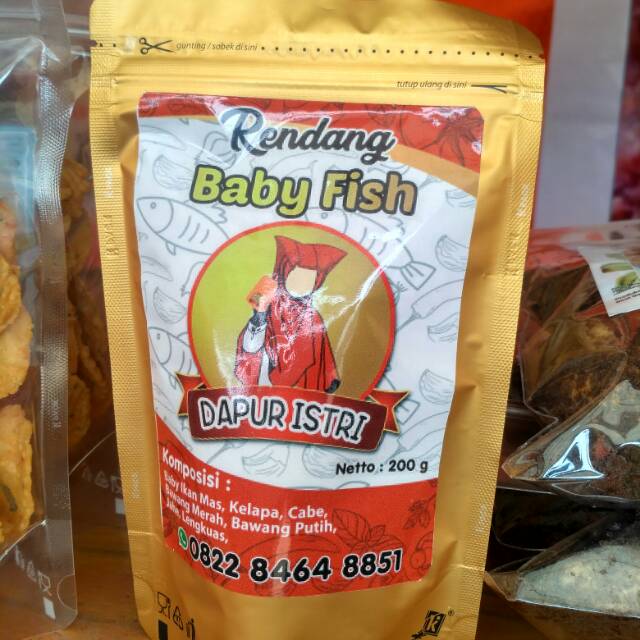 gunting / sobek di sini
tutup ulang di sini
Rendang
Baby Fish
DAPUR ISTRI
Netto : 200 g
Komposisi :
Baby Ikan Mas, Kelapa, Cabe,
Bawang Merah, Bawang Putih,
Jahe, Lengkuas,
0822 8464 8851